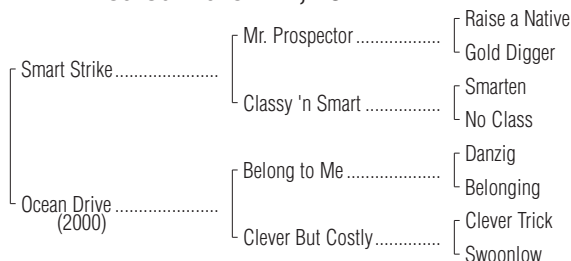 Raise a Native
Mr. Prospector
Gold Digger
Smart Strike
Smarten
Classy 'n Smart
No Class
Danzig
Belong to Me
Belonging
Ocean Drive
(2000)
Clever Trick
Clever But Costly
Swoonlow